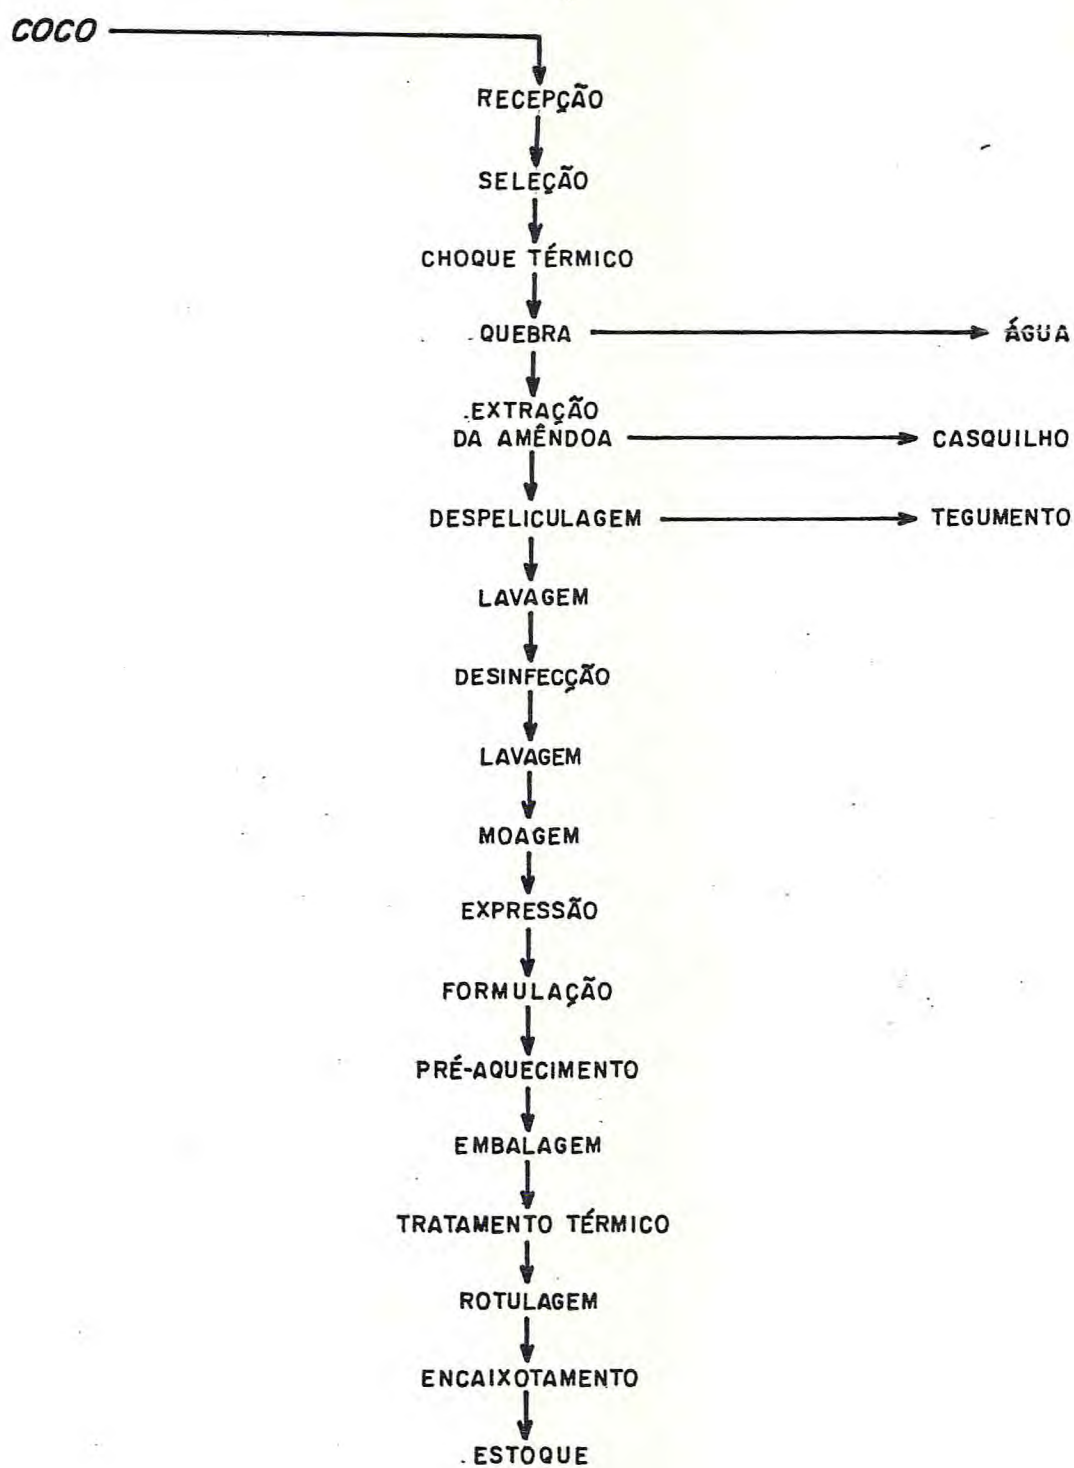 COCO
RECEPÇÃO
SELEÇÃO
CHOQUE TÉRMICO
QUEBRA
ÁGUA
EXTRAÇÃO
DA AMÊNDOA
CASQUILHO
DESPELICULAGEM
TEGUMENTO
LAVAGEM
DESINFECÇÃO
LAVAGEM
MOAGEM
EXPRESSÃO
FORMULAÇÃO
PRÉ-AQUECIMENTO
EMBALAGEM
TRATAMENTO TÉRMICO
ROTULAGEM
ENCAIXOTAMENTO
ESTOQUE